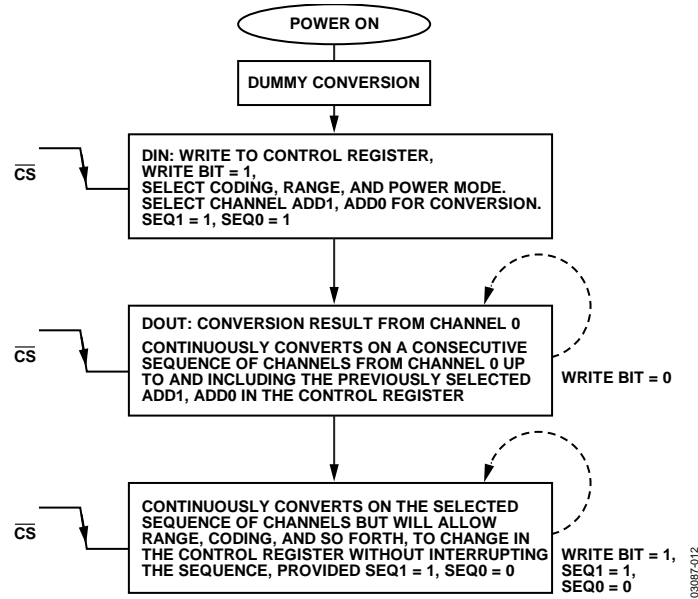 POWER ON
DUMMY CONVERSION
CS
DIN: WRITE TO CONTROL REGISTER,
WRITE BIT = 1,
SELECT CODING, RANGE, AND POWER MODE.
SELECT CHANNEL ADD1, ADD0 FOR CONVERSION.
SEQ1 = 1, SEQ0 = 1
CS
DOUT: CONVERSION RESULT FROM CHANNEL 0
CONTINUOUSLY CONVERTS ON A CONSECUTIVE
SEQUENCE OF CHANNELS FROM CHANNEL 0 UP
TO AND INCLUDING THE PREVIOUSLY SELECTED
ADD1, ADD0 IN THE CONTROL REGISTER
WRITE BIT = 0
CS
CONTINUOUSLY CONVERTS ON THE SELECTED
SEQUENCE OF CHANNELS BUT WILL ALLOW
RANGE, CODING, AND SO FORTH, TO CHANGE IN
THE CONTROL REGISTER WITHOUT INTERRUPTING
THE SEQUENCE, PROVIDED SEQ1 = 1, SEQ0 = 0
WRITE BIT = 1,
SEQ1 = 1,
SEQ0 = 0
03087-012